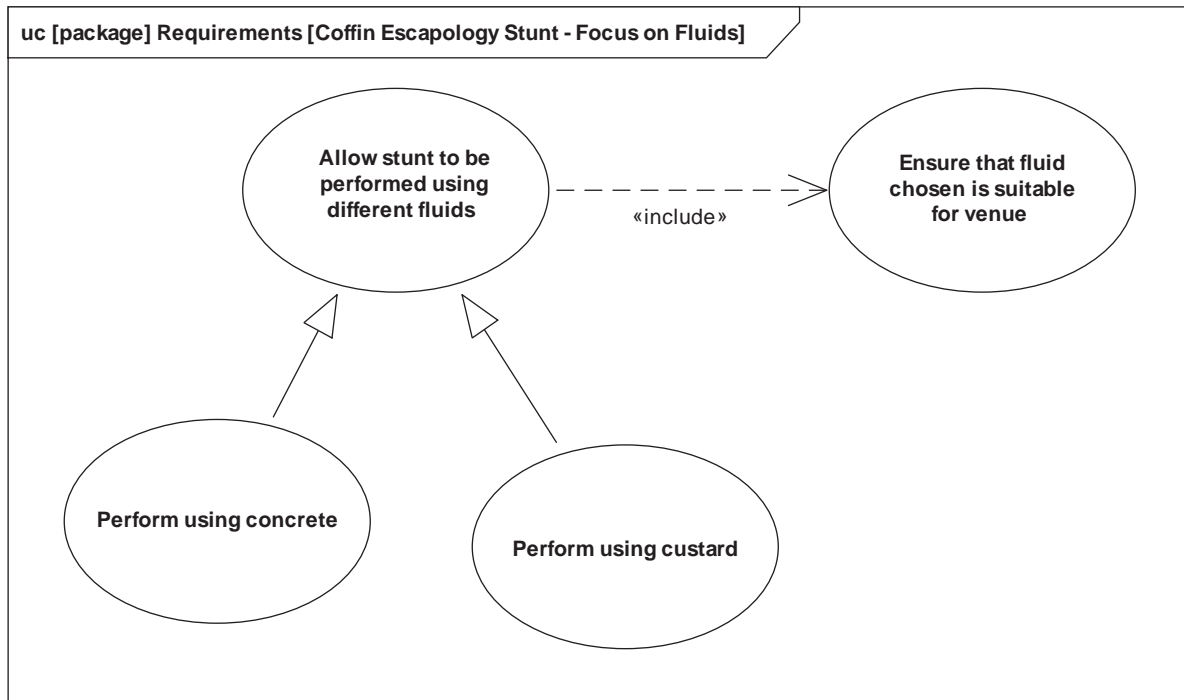 uc [package] Requirements [Coffin Escapology Stunt - Focus on Fluids]
Allow stunt to be
performed using
different fluids
«include»
Ensure that fluid
chosen is suitable
for venue
Perform using concrete
Perform using custard